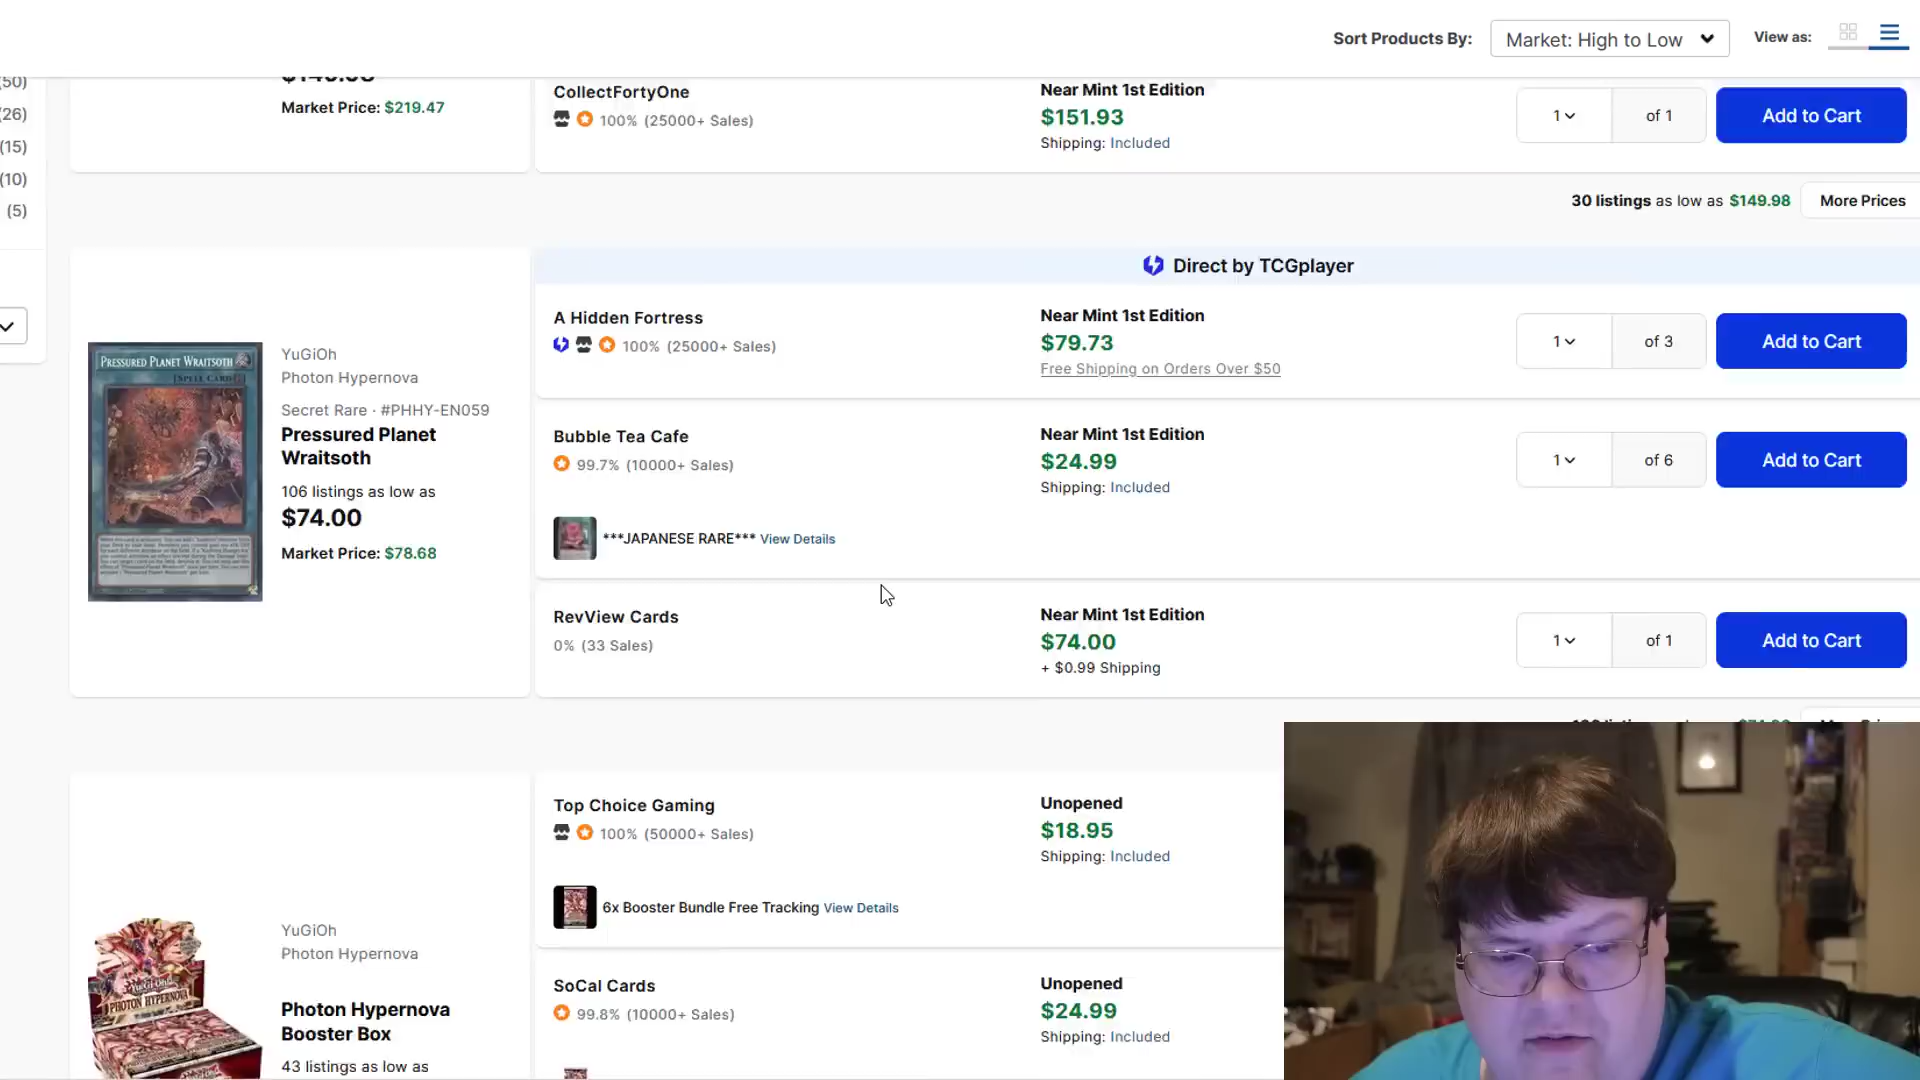 Sort Products By:
Market: High to Low
View as:
(50)
(26)
(15)
(10)
(5)
Market Price: $219.47
CollectFortyOne
100% (25000+ Sales)
Near Mint 1st Edition
$151.93
Shipping: Included
1
of 1
Add to Cart
30 listings as low as $149.98
More Prices
Direct by TCGplayer
PRESSURED PLANET WRAITSOTH
[SPELL CARD]
YuGiOh
Photon Hypernova
Secret Rare · #PHHY-EN059
Pressured Planet
Wraitsoth
106 listings as low as
$74.00
Market Price: $78.68
A Hidden Fortress
100% (25000+ Sales)
Near Mint 1st Edition
$79.73
Free Shipping on Orders Over $50
1
of 3
Add to Cart
Bubble Tea Cafe
99.7% (10000+ Sales)
Near Mint 1st Edition
$24.99
Shipping: Included
1
of 6
Add to Cart
***JAPANESE RARE*** View Details
RevView Cards
0% (33 Sales)
Near Mint 1st Edition
$74.00
+ $0.99 Shipping
1
of 1
Add to Cart
PHOTON HYPERNOVA
YuGiOh
Photon Hypernova
Photon Hypernova
Booster Box
43 listings as low as
Top Choice Gaming
100% (50000+ Sales)
Unopened
$18.95
Shipping: Included
6x Booster Bundle Free Tracking View Details
SoCal Cards
99.8% (10000+ Sales)
Unopened
$24.99
Shipping: Included